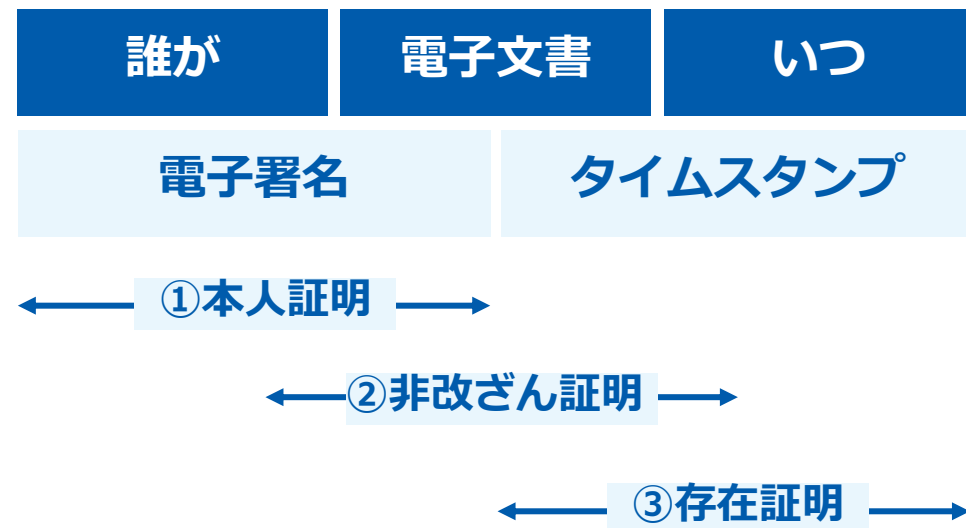 誰が 電子文書 いつ
電子署名 タイムスタンプ
①本人証明
②非改ざん証明
③存在証明